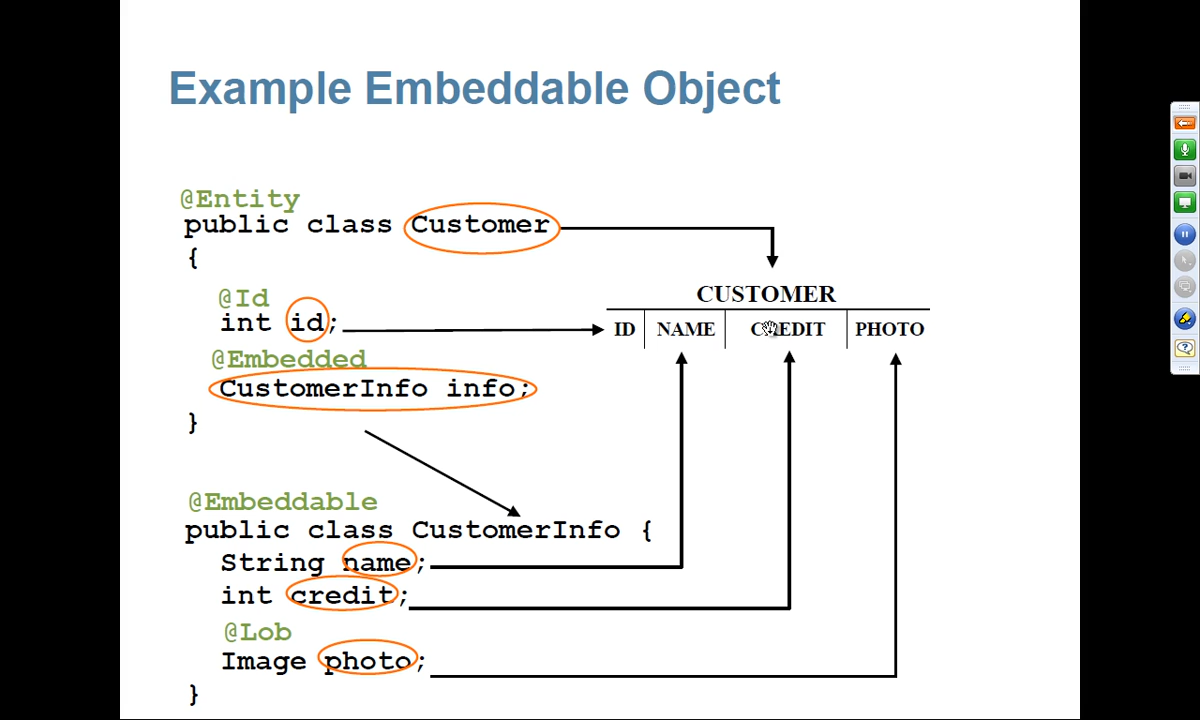 Example Embeddable Object
@Entity
public class Customer
{
@Id
int id;
@Embedded
CustomerInfo info;
}
CUSTOMER
ID NAME CREDIT PHOTO
@Embeddable
public class CustomerInfo {
String name;
int credit;
@Lob
Image photo;
}